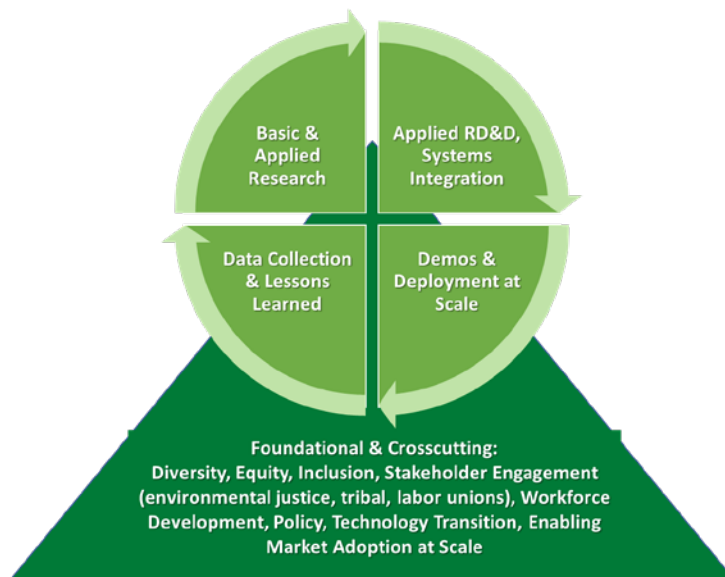 Basic &
Applied
Research
Applied RD&D,
Systems
Integration
Data Collection
& Lessons
Learned
Demos &
Deployment at
Scale
Foundational & Crosscutting:
Diversity, Equity, Inclusion, Stakeholder Engagement
(environmental justice, tribal, labor unions), Workforce
Development, Policy, Technology Transition, Enabling
Market Adoption at Scale